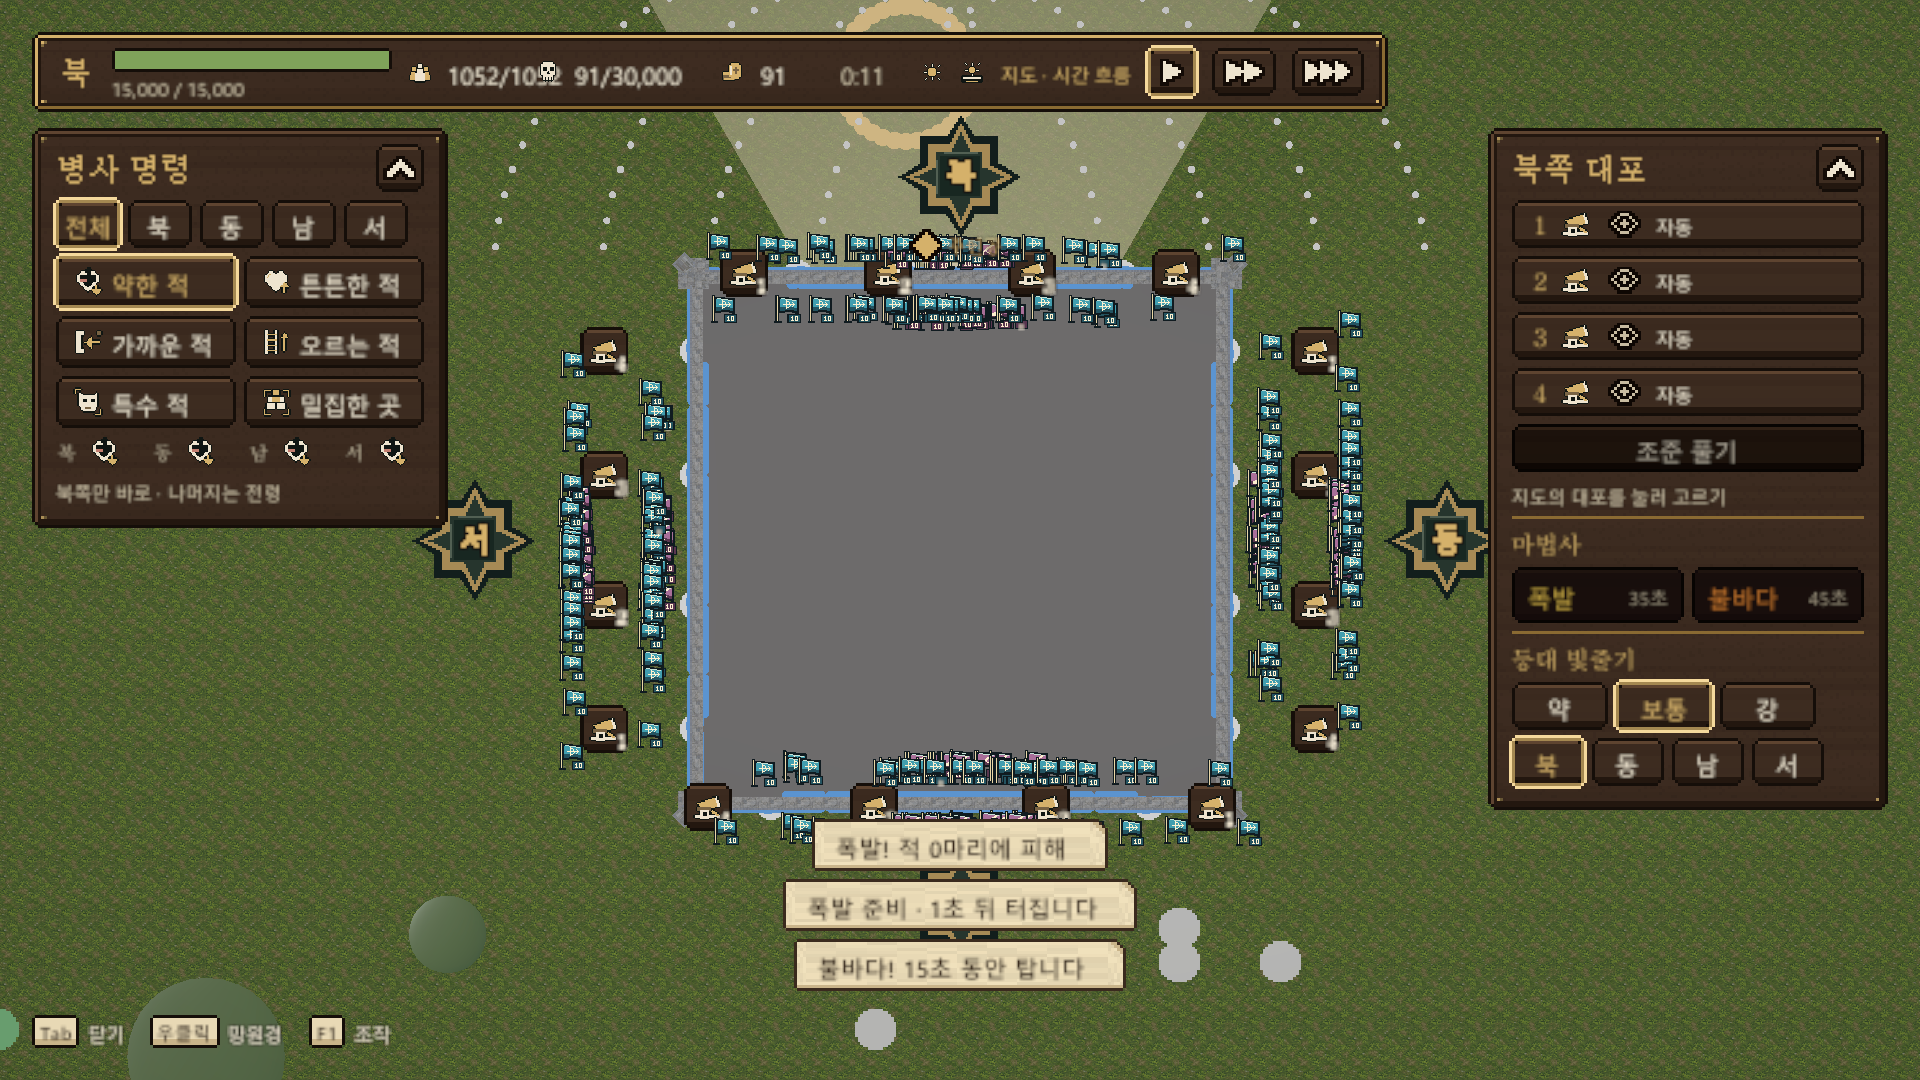 북
15,000 / 15,000
1052/1052
91/30,000
91
0:11
지도 · 시간 흐름
병사 명령
전체 북 동 남 서
약한 적
튼튼한 적
가까운 적
오르는 적
특수 적
밀집한 곳
북 동 남 서
북쪽만 바로 · 나머지는 전령
북
서
동
북쪽 대포
1 자동
2 자동
3 자동
4 자동
조준 풀기
지도의 대포를 눌러 고르기
마법사
폭발 35초
불바다 45초
등대 빛줄기
약 보통 강
북 동 남 서
폭발! 적 0마리에 피해
폭발 준비 · 1초 뒤 터집니다
불바다! 15초 동안 탑니다
Tab 닫기 우클릭 망원경 F1 조작